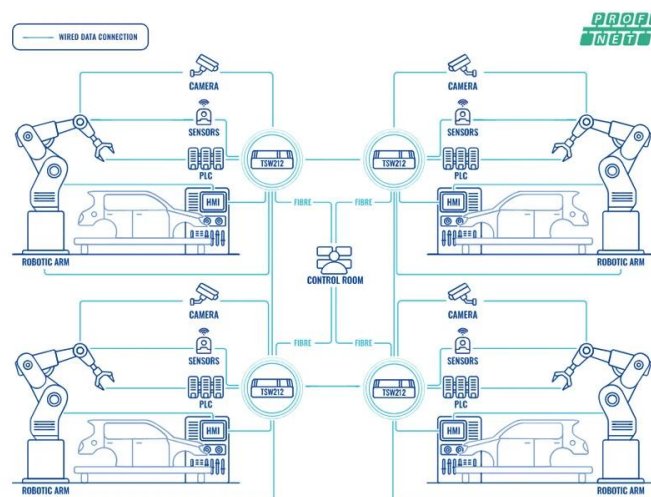 WIRED DATA CONNECTION
PROFI
NET
CAMERA
SENSORS
PLC
HMI
TSW212
ROBOTIC ARM
CAMERA
SENSORS
PLC
HMI
TSW212
ROBOTIC ARM
FIBRE
FIBRE
CONTROL ROOM
FIBRE
FIBRE
CAMERA
SENSORS
PLC
HMI
TSW212
ROBOTIC ARM
CAMERA
SENSORS
PLC
HMI
TSW212
ROBOTIC ARM